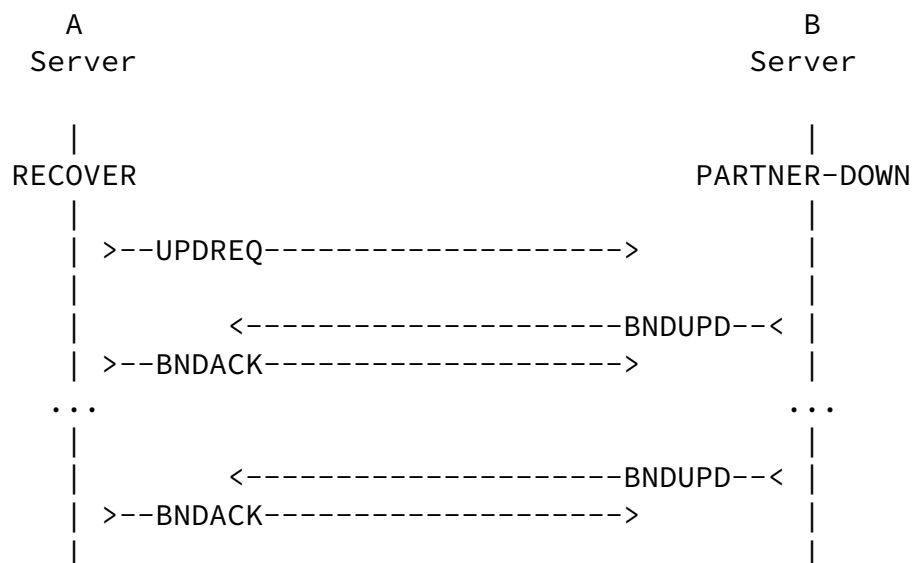 A B
Server Server
| |
RECOVER PARTNER-DOWN
| |
| >--UPDREQ--------------------> |
| |
| <---------------------BNDUPD--< |
| >--BNDACK--------------------> |
... ...
| |
| <---------------------BNDUPD--< |
| >--BNDACK--------------------> |
| |